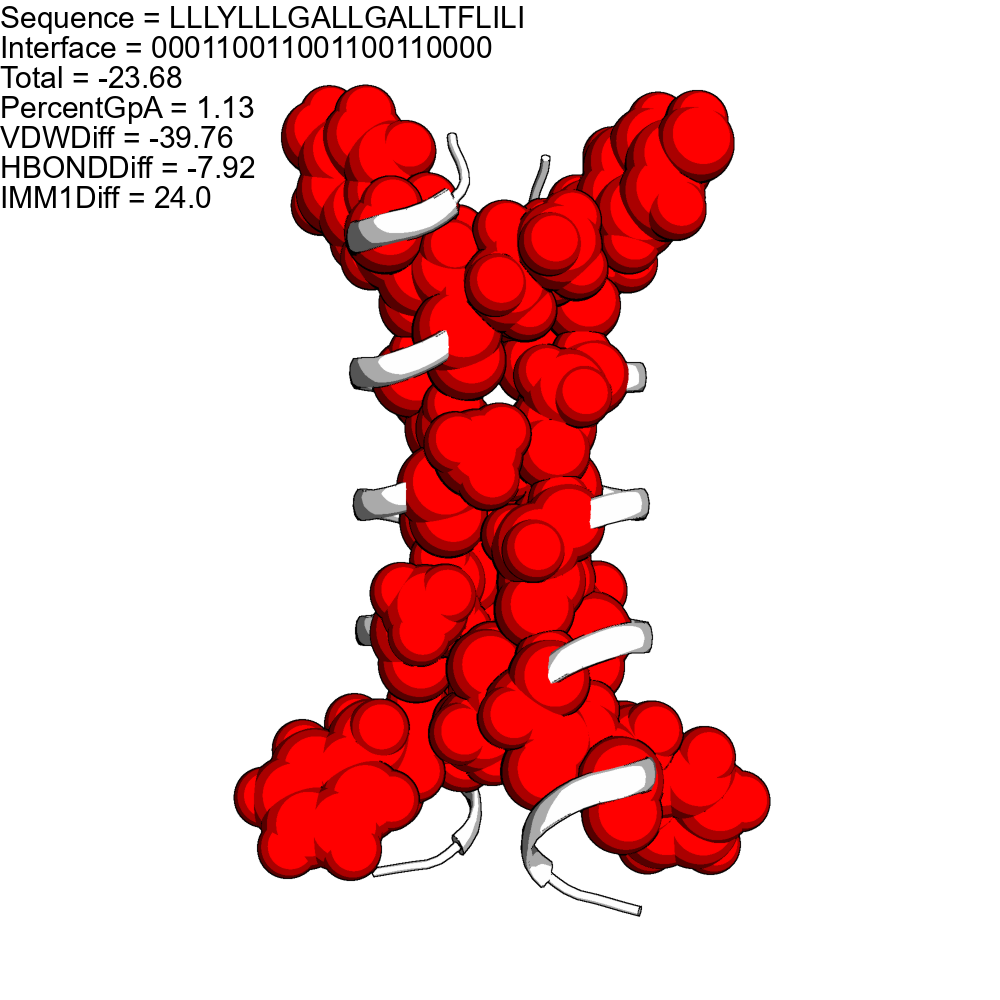 Sequence = LLLYLLLGALLGALLTFLILI
Interface = 000110011001100110000
Total = -23.68
PercentGpA = 1.13
VDWDiff = -39.76
HBONDDiff = -7.92
IMM1Diff = 24.0